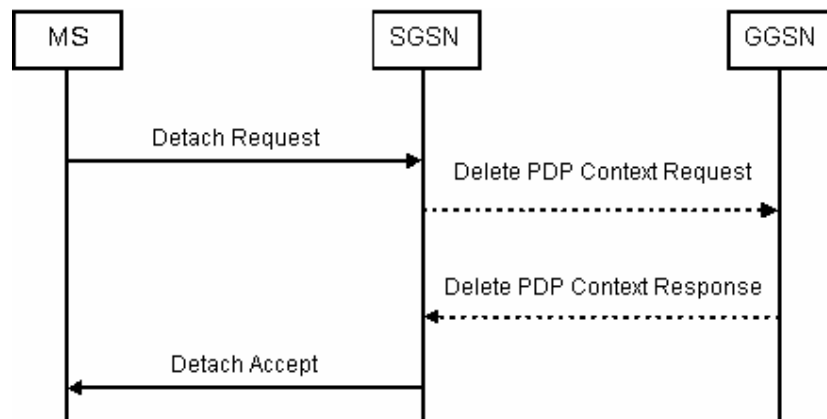 MS
SGSN
GGSN
Detach Request
Delete PDP Context Request
Delete PDP Context Response
Detach Accept